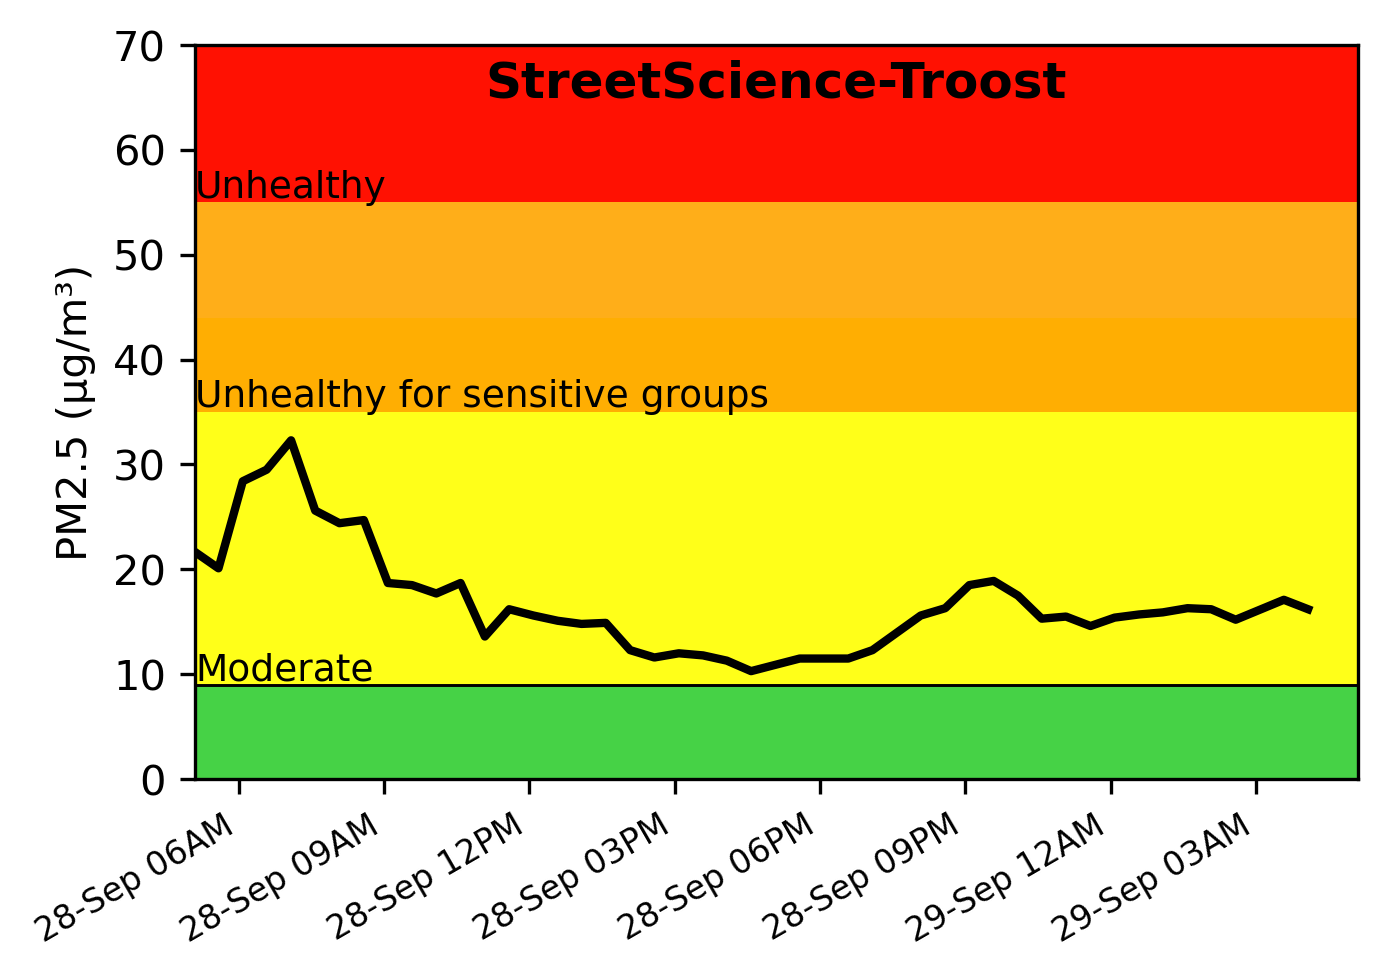 StreetScience-Troost
PM2.5 (µg/m³)
70
60
50
40
30
20
10
0
Unhealthy
Unhealthy for sensitive groups
Moderate
28-Sep 06AM
28-Sep 09AM
28-Sep 12PM
28-Sep 03PM
28-Sep 06PM
28-Sep 09PM
29-Sep 12AM
29-Sep 03AM